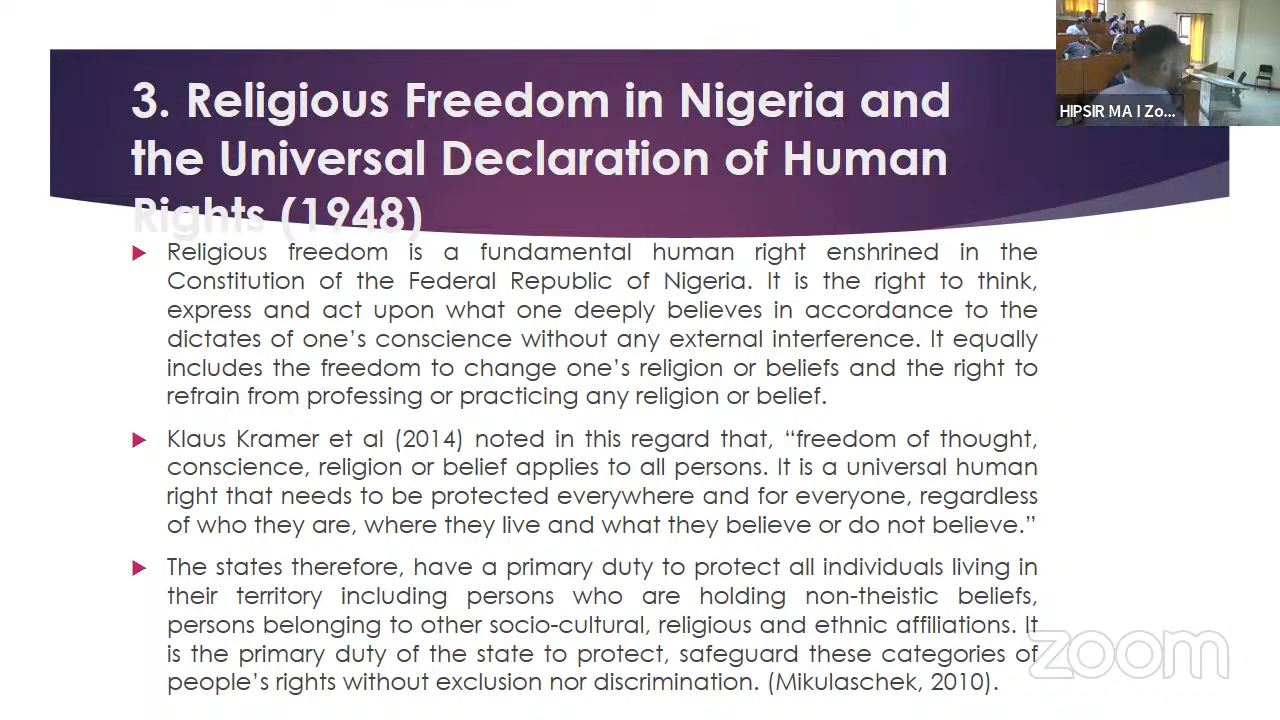 3. Religious Freedom in Nigeria and
the Universal Declaration of Human
Rights (1948)
HIPSIR MA I Zo...
Religious freedom is a fundamental human right enshrined in the
Constitution of the Federal Republic of Nigeria. It is the right to think,
express and act upon what one deeply believes in accordance to the
dictates of one’s conscience without any external interference. It equally
includes the freedom to change one’s religion or beliefs and the right to
refrain from professing or practicing any religion or belief.
Klaus Kramer et al (2014) noted in this regard that, “freedom of thought,
conscience, religion or belief applies to all persons. It is a universal human
right that needs to be protected everywhere and for everyone, regardless
of who they are, where they live and what they believe or do not believe.”
The states therefore, have a primary duty to protect all individuals living in
their territory including persons who are holding non-theistic beliefs,
persons belonging to other socio-cultural, religious and ethnic affiliations. It
is the primary duty of the state to protect, safeguard these categories of
people’s rights without exclusion nor discrimination. (Mikulaschek, 2010).
zoom